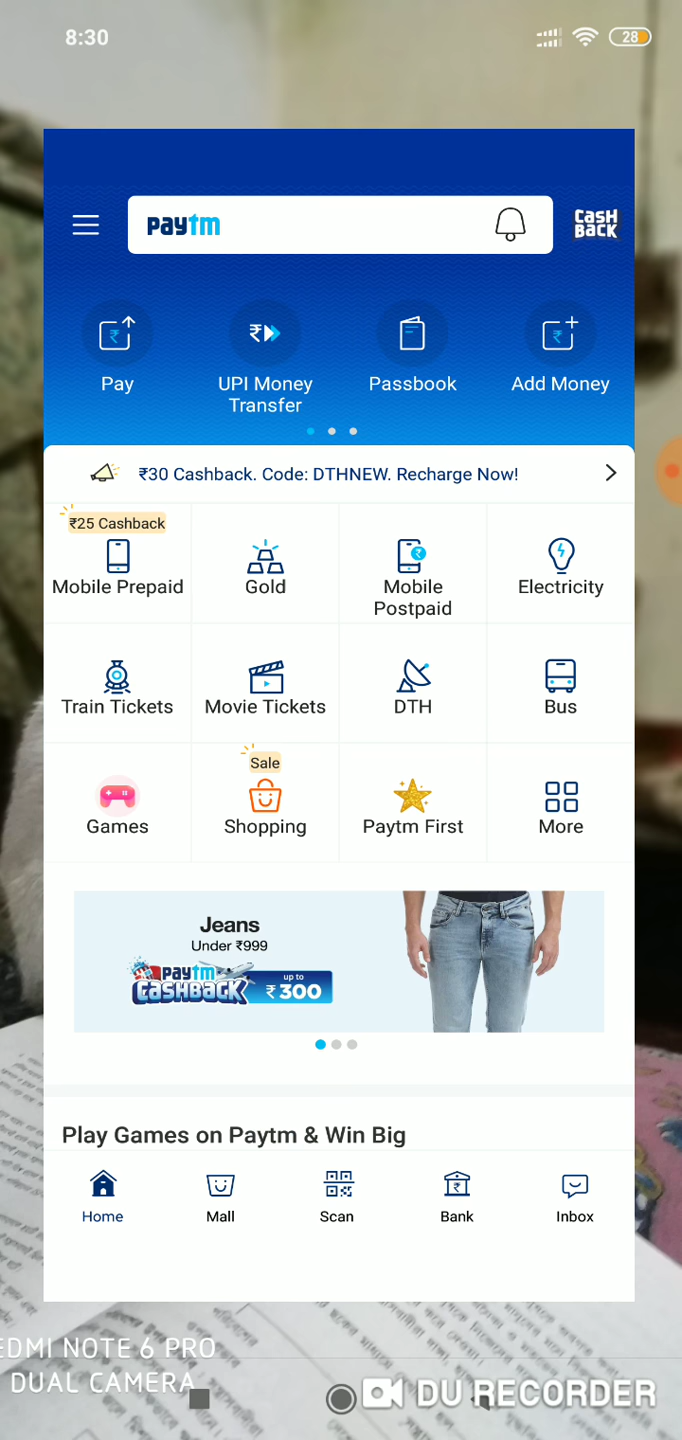 8:30
28
paytm
CASH
BACK
Pay
UPI Money
Transfer
Passbook
Add Money
₹30 Cashback. Code: DTHNEW. Recharge Now!
₹25 Cashback
Mobile Prepaid
Gold
Mobile
Postpaid
Electricity
Train Tickets
Movie Tickets
DTH
Bus
Sale
Games
Shopping
Paytm First
More
Jeans
Under ₹999
paytm
CASHBACK
up to
₹300
Play Games on Paytm & Win Big
Home
Mall
Scan
Bank
Inbox
EDMI NOTE 6 PRO
DUAL CAMERA
DU RECORDER